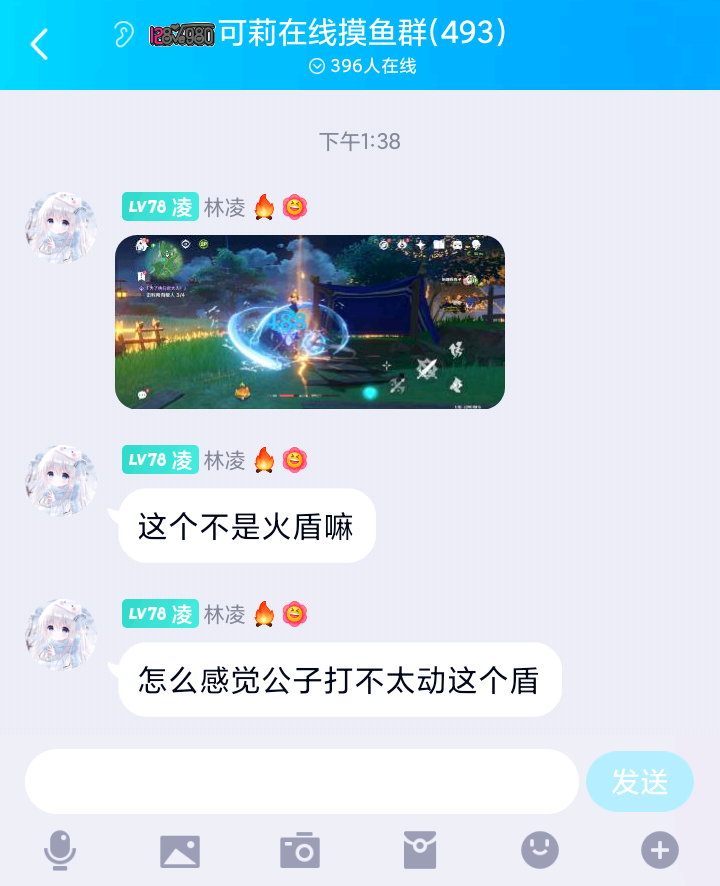 可莉在线摸鱼群(493)
396人在线
下午1:38
LV78 凌 林凌
488
LV78 凌 林凌
这个不是火盾嘛
LV78 凌 林凌
怎么感觉公子打不太动这个盾
发送